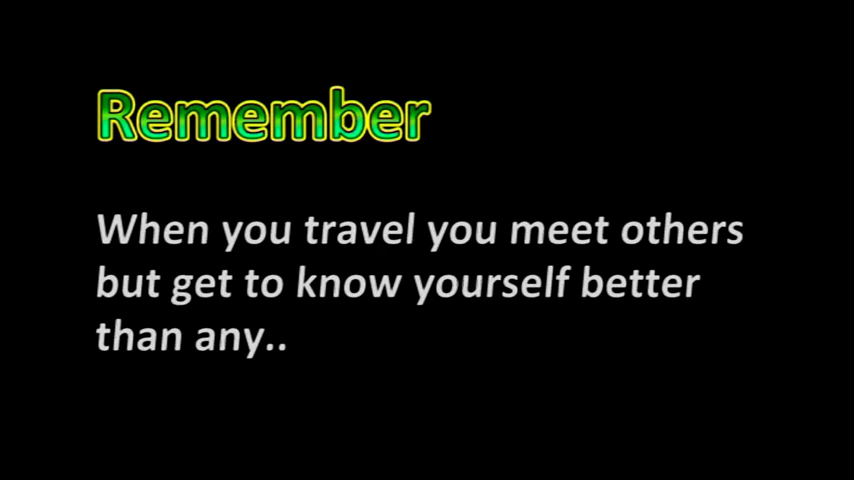 Remember
When you travel you meet others
but get to know yourself better
than any..